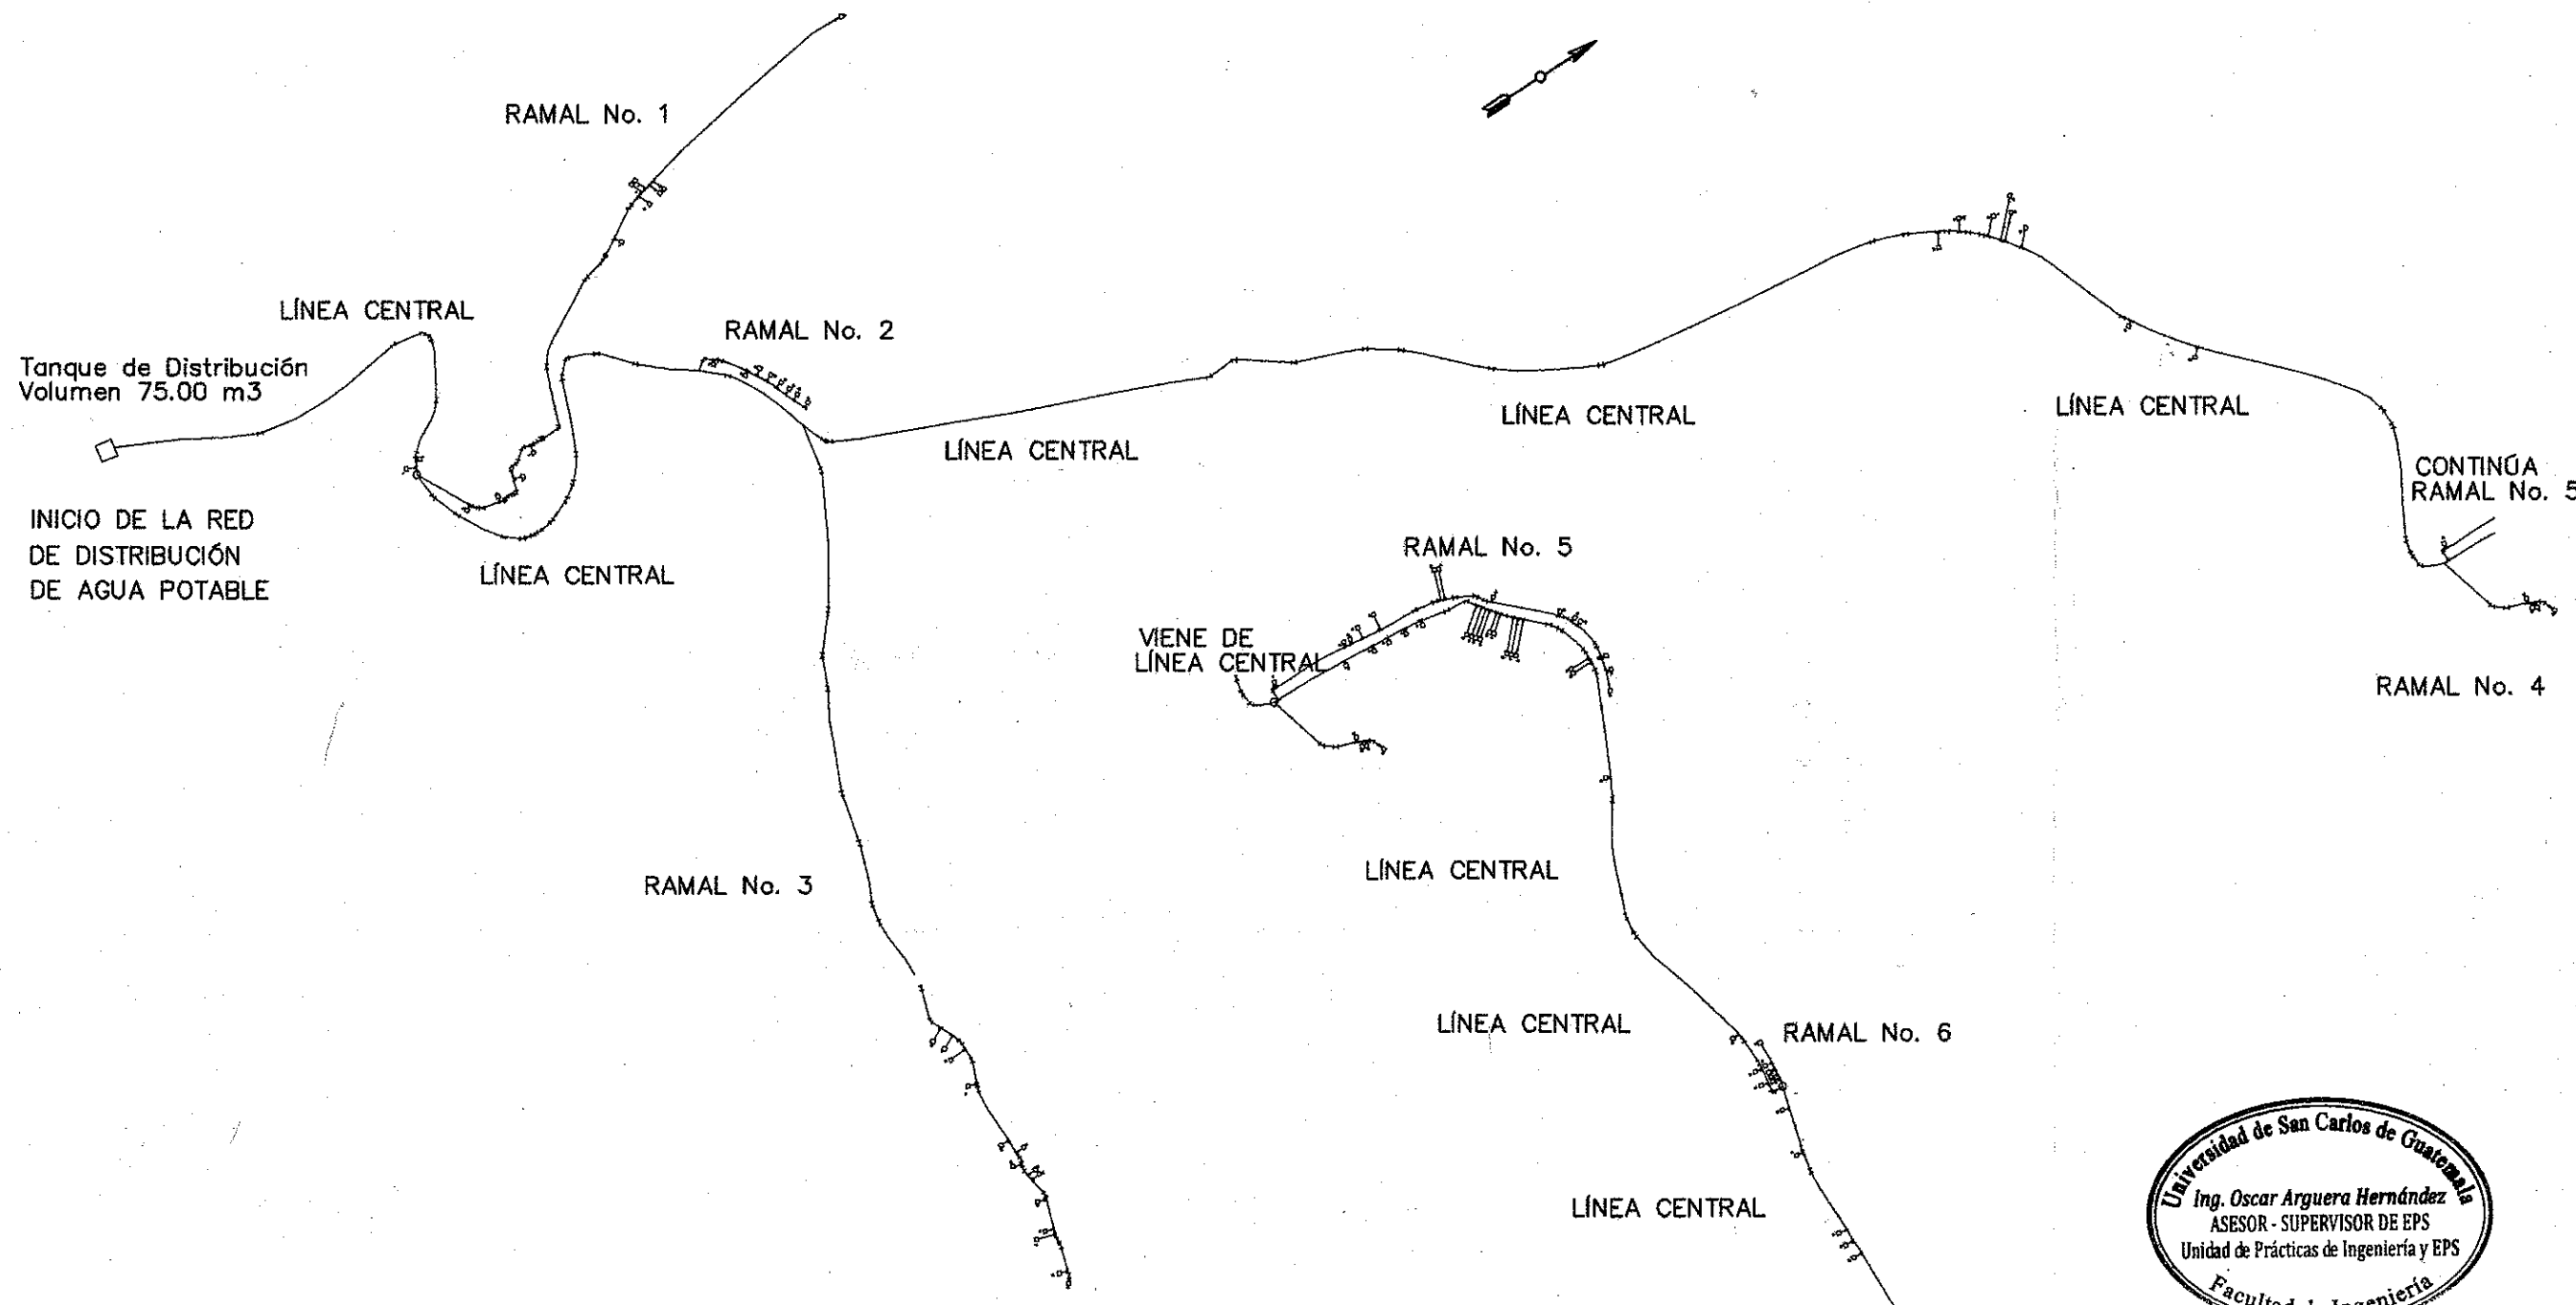 RAMAL No. 1
LÍNEA CENTRAL
RAMAL No. 2
Tanque de Distribución
Volumen 75.00 m3
LÍNEA CENTRAL
LÍNEA CENTRAL
LÍNEA CENTRAL
CONTINÚA
RAMAL No. 5
INICIO DE LA RED
DE DISTRIBUCIÓN
DE AGUA POTABLE
LÍNEA CENTRAL
RAMAL No. 5
VIENE DE
LÍNEA CENTRAL
RAMAL No. 4
LÍNEA CENTRAL
RAMAL No. 3
LÍNEA CENTRAL
RAMAL No. 6
LÍNEA CENTRAL
Universidad de San Carlos de Guatemala
Ing. Oscar Arguera Hernández
ASESOR - SUPERVISOR DE EPS
Unidad de Prácticas de Ingeniería y EPS
Facultad de Ingeniería